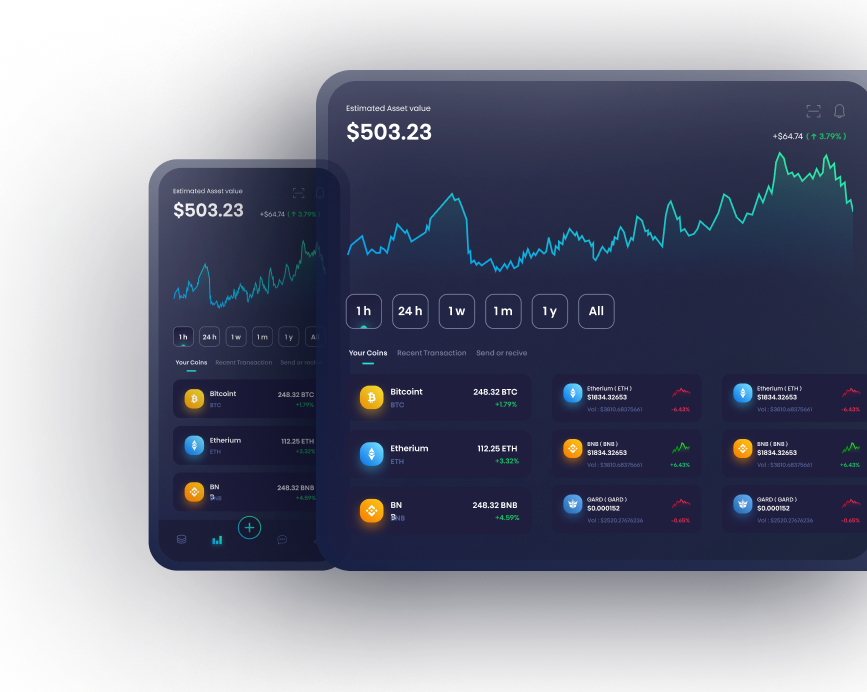 Estimated Asset value
$503.23
+$64.74 ( ↑ 3.79% )
1 h
24 h
1 w
1 m
1 y
All
Your Coins Recent Transaction Send or recive
Bitcoint 248.32 BTC
BTC +1.79%
Etherium 112.25 ETH
ETH +3.32%
BN 248.32 BNB
BNB +4.59%
Etherium ( ETH )
$1834.32653
Vol : $3810.68375661 -6.43%
BNB ( BNB )
$1834.32653
Vol : $3810.68375661 +6.43%
GARD ( GARD )
$0.000152
Vol : $2520.27676236 -0.65%
Etherium ( ETH )
$1834.32653
Vol : $3810.68375661 -6.43%
BNB ( BNB )
$1834.32653
Vol : $3810.68375661 +6.43%
GARD ( GARD )
$0.000152
Vol : $2520.27676236 -0.65%
Estimated Asset value
$503.23 +$64.74 ( ↑ 3.79%
1 h
24 h
1 w
1 m
1 y
All
Your Coins Recent Transaction Send or recive
Bitcoint 248.32 BTC
BTC +1.79%
Etherium 112.25 ETH
ETH +3.32%
BN 248.32 BNB
+4.59%